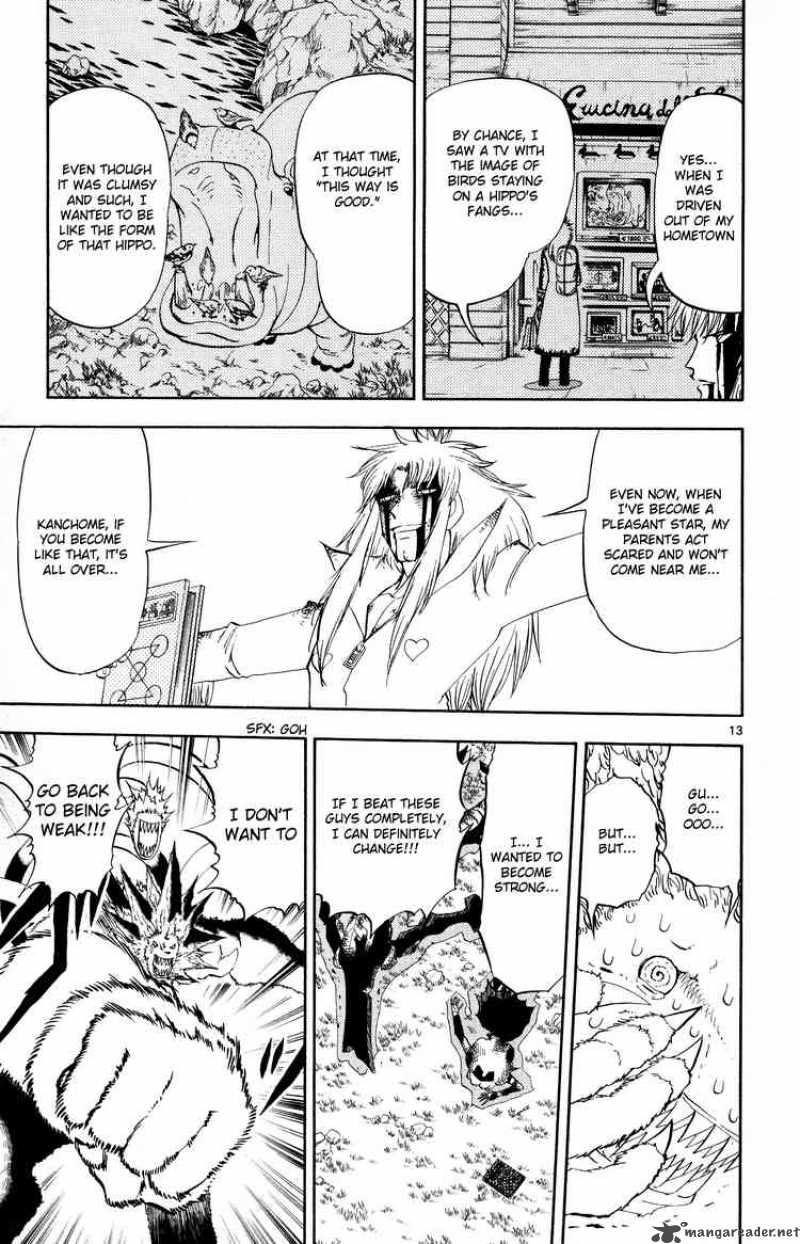 YES...
WHEN I
WAS
DRIVEN
OUT OF MY
HOMETOWN
BY CHANCE, I
SAW A TV WITH
THE IMAGE OF
BIRDS STAYING
ON A HIPPO'S
FANGS...
AT THAT TIME,
I THOUGHT
"THIS WAY IS
GOOD."
EVEN THOUGH
IT WAS CLUMSY
AND SUCH, I
WANTED TO BE
LIKE THE FORM
OF THAT HIPPO.
EVEN NOW, WHEN
I'VE BECOME A
PLEASANT STAR, MY
PARENTS ACT
SCARED AND WON'T
COME NEAR ME...
KANCHOME, IF
YOU BECOME
LIKE THAT, IT'S
ALL OVER...
13
GU...
GO...
OOO...
BUT...
BUT...
I... I
WANTED TO
BECOME
STRONG...
IF I BEAT THESE
GUYS COMPLETELY,
I CAN DEFINITELY
CHANGE!!!
SFX: GOH
I DON'T
WANT TO
GO BACK
TO BEING
WEAK!!!
mangareader.net